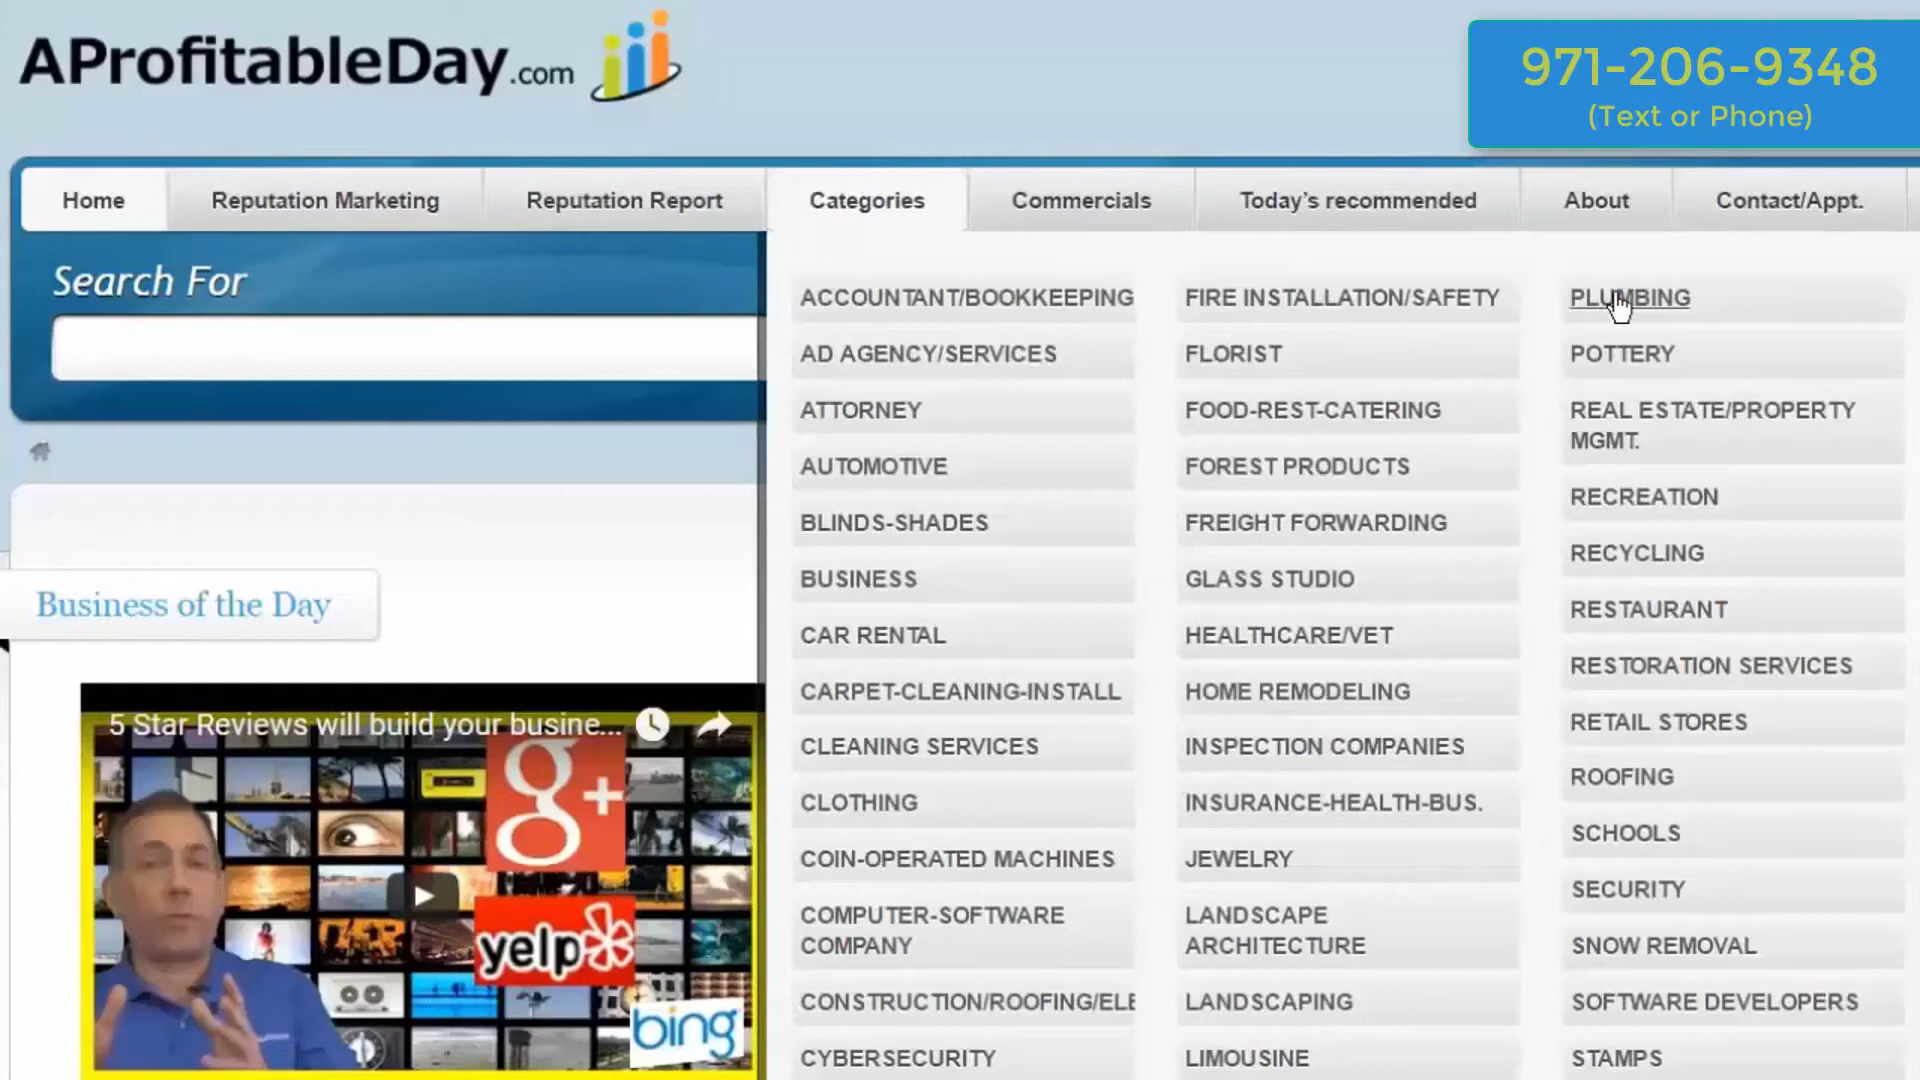 AProfitableDay.com
971-206-9348
(Text or Phone)
Home
Reputation Marketing
Reputation Report
Categories
Commercials
Today's recommended
About
Contact/Appt.
Search For
ACCOUNTANT/BOOKKEEPING
AD AGENCY/SERVICES
ATTORNEY
AUTOMOTIVE
BLINDS-SHADES
BUSINESS
CAR RENTAL
CARPET-CLEANING-INSTALL
CLEANING SERVICES
CLOTHING
COIN-OPERATED MACHINES
COMPUTER-SOFTWARE
COMPANY
CONSTRUCTION/ROOFING/ELE
CYBERSECURITY
FIRE INSTALLATION/SAFETY
FLORIST
FOOD-REST-CATERING
FOREST PRODUCTS
FREIGHT FORWARDING
GLASS STUDIO
HEALTHCARE/VET
HOME REMODELING
INSPECTION COMPANIES
INSURANCE-HEALTH-BUS.
JEWELRY
LANDSCAPE
ARCHITECTURE
LANDSCAPING
LIMOUSINE
PLUMBING
POTTERY
REAL ESTATE/PROPERTY
MGMT.
RECREATION
RECYCLING
RESTAURANT
RESTORATION SERVICES
RETAIL STORES
ROOFING
SCHOOLS
SECURITY
SNOW REMOVAL
SOFTWARE DEVELOPERS
STAMPS
Business of the Day
5 Star Reviews will build your busine...
g+
yelp
bing